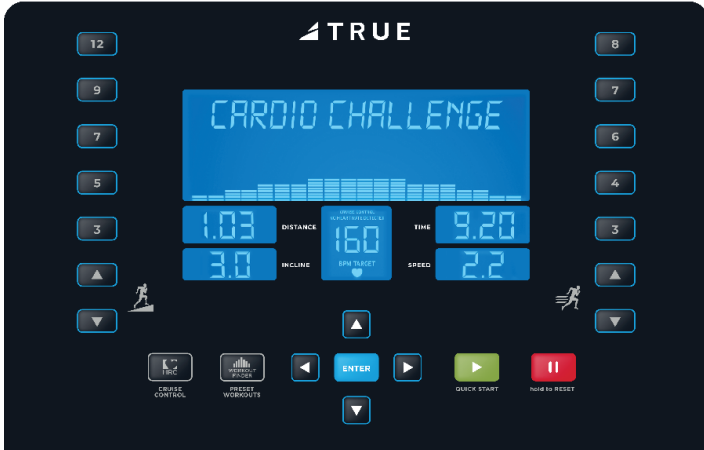 TRUE
12
8
CARDIO CHALLENGE
9
7
7
6
5
4
3
3
1.03 DISTANCE
160
BPM TARGET
TIME 9.20
3.0 INCLINE
SPEED 2.2
HRC
CRUISE
CONTROL
WORKOUT
PRESET
WORKOUTS
ENTER
QUICK START
hold to RESET